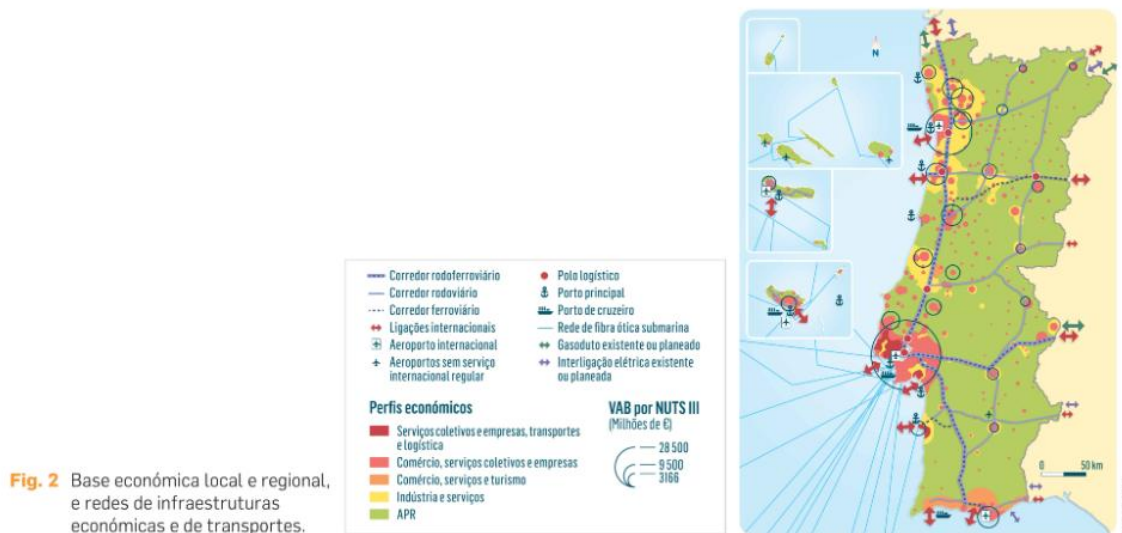 Fig. 2 Base económica local e regional,
e redes de infraestruturas
económicas e de transportes.
Corredor rodoferroviário
Corredor rodoviário
Corredor ferroviário
Ligações internacionais
Aeroporto internacional
Aeroportos sem serviço
internacional regular
Polo logístico
Porto principal
Porto de cruzeiro
Rede de fibra ótica submarina
Gasoduto existente ou planeado
Interligação elétrica existente
ou planeada
Perfis económicos
Serviços coletivos e empresas, transportes
e logística
Comércio, serviços coletivos e empresas
Comércio, serviços e turismo
Indústria e serviços
APR
VAB por NUTS III
(Milhões de €)
28 500
9 500
3166
N
0 50 km